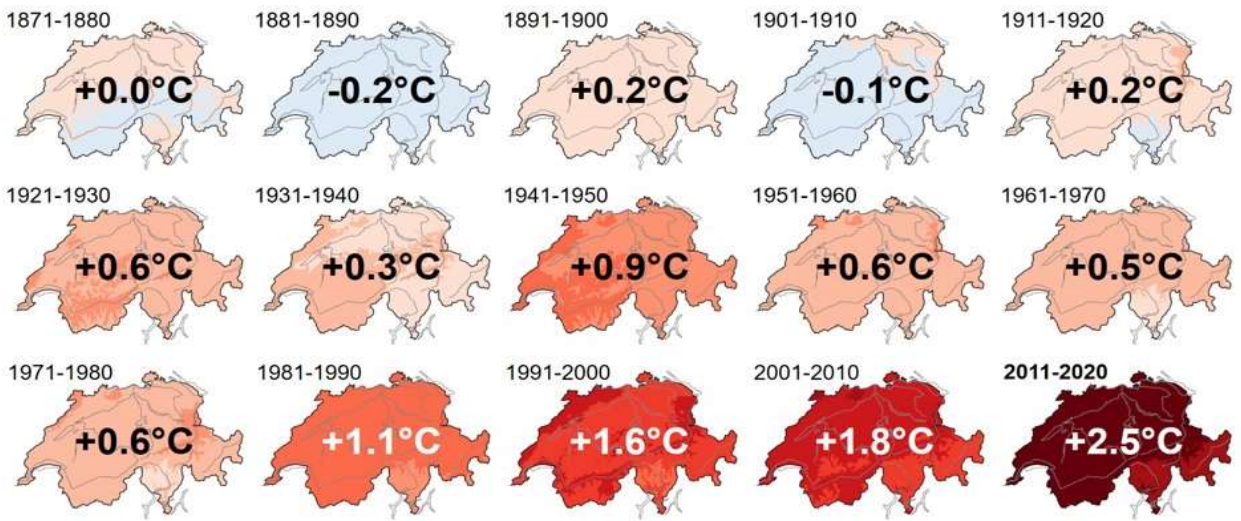 1871-1880 1881-1890 1891-1900 1901-1910 1911-1920
+0.0°C -0.2°C +0.2°C -0.1°C +0.2°C
1921-1930 1931-1940 1941-1950 1951-1960 1961-1970
+0.6°C +0.3°C +0.9°C +0.6°C +0.5°C
1971-1980 1981-1990 1991-2000 2001-2010 2011-2020
+0.6°C +1.1°C +1.6°C +1.8°C +2.5°C